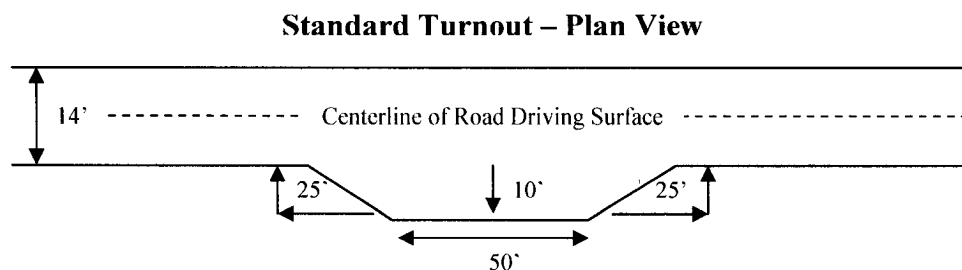 Standard Turnout – Plan View
14’
Centerline of Road Driving Surface
25’
10’
25’
50’